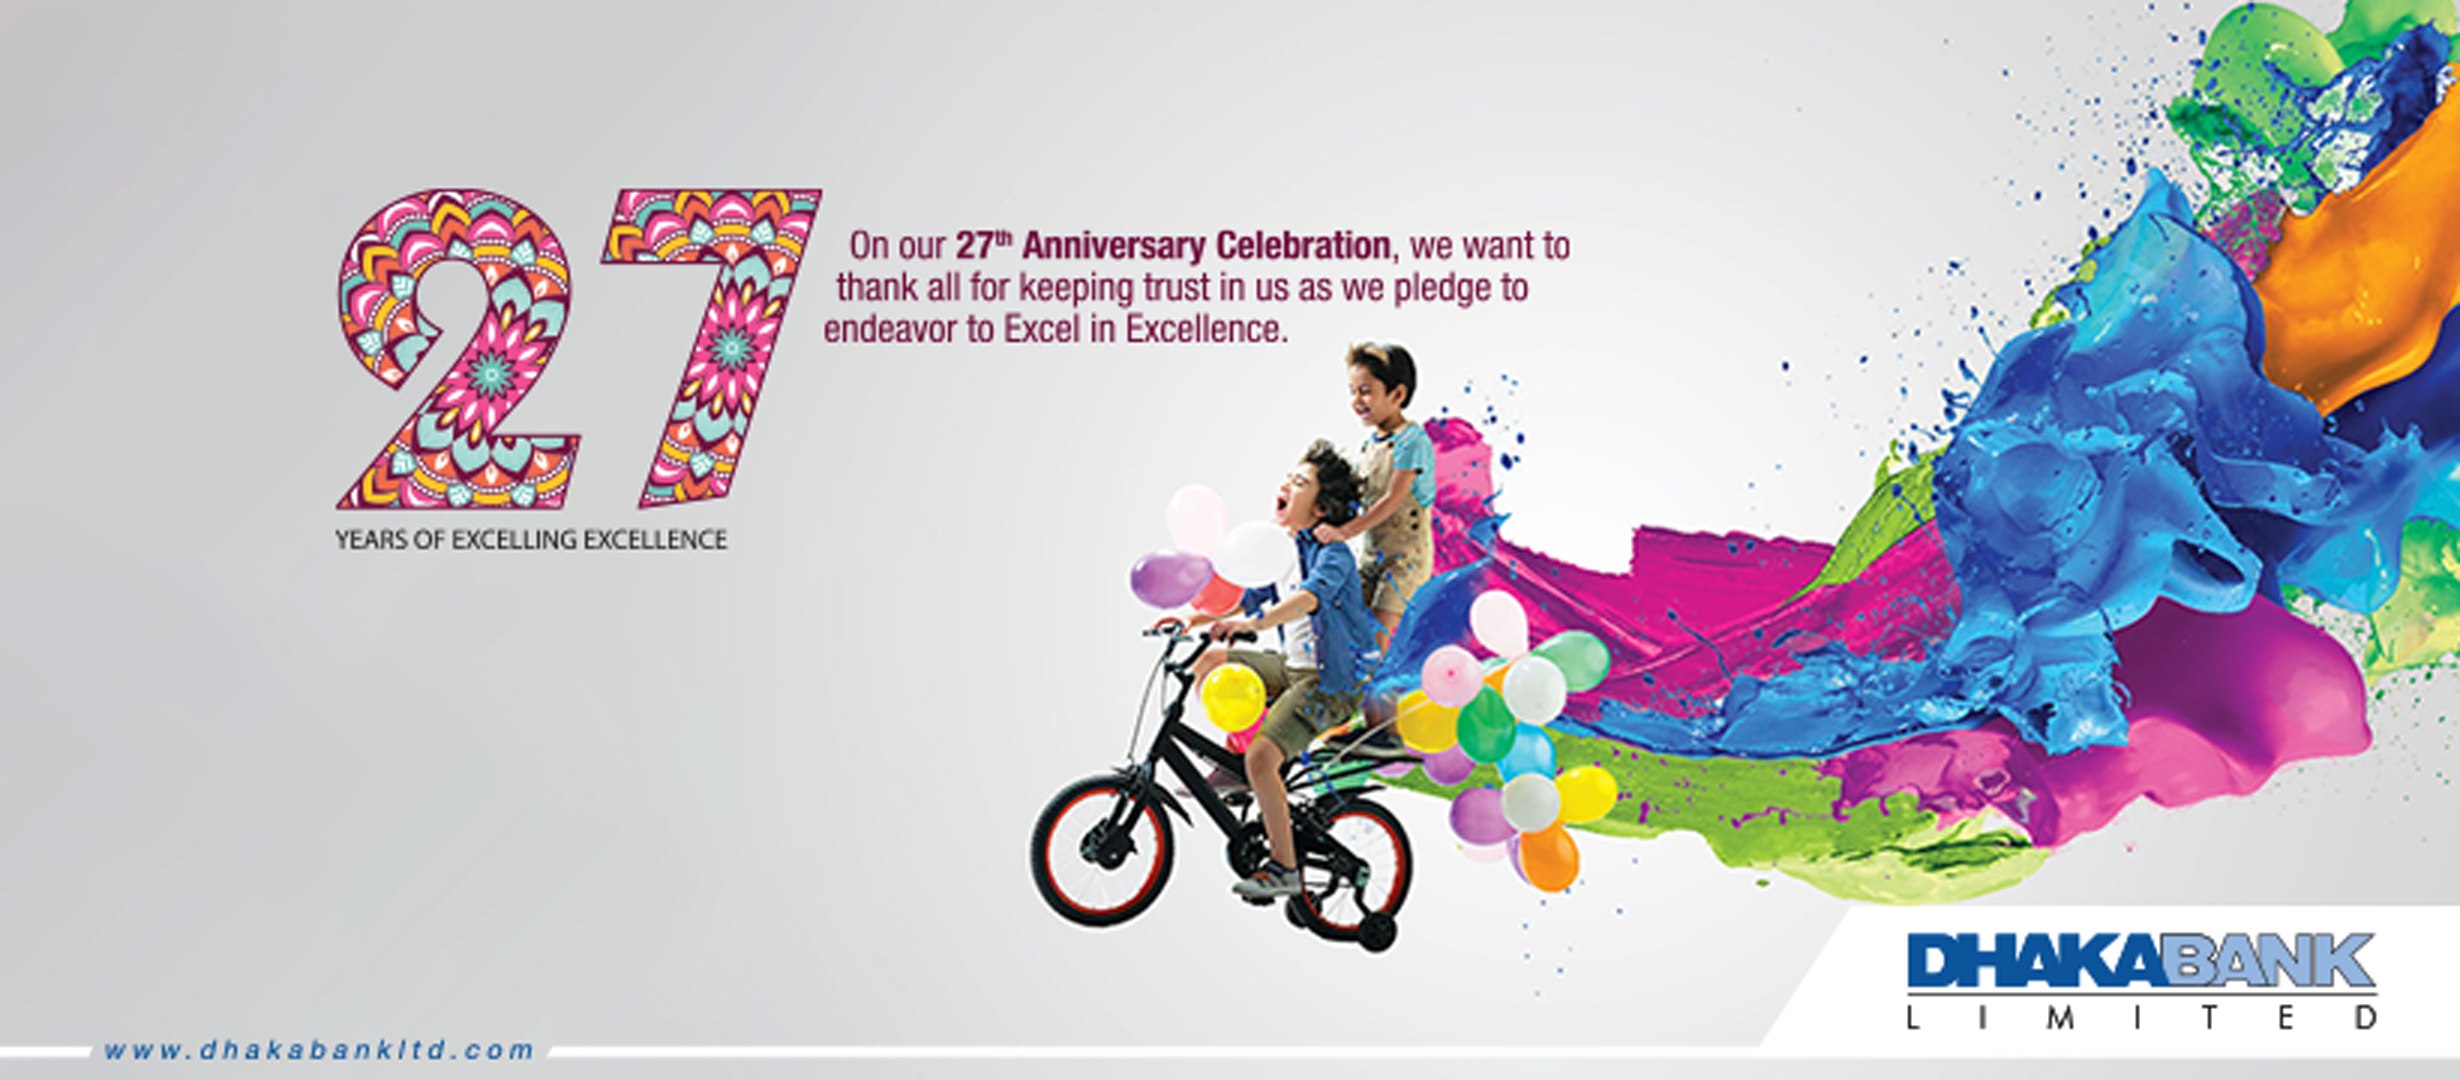 27
YEARS OF EXCELLING EXCELLENCE
On our 27th Anniversary Celebration, we want to
thank all for keeping trust in us as we pledge to
endeavor to Excel in Excellence.
DHAKABANK
LIMITED
www.dhakabankltd.com